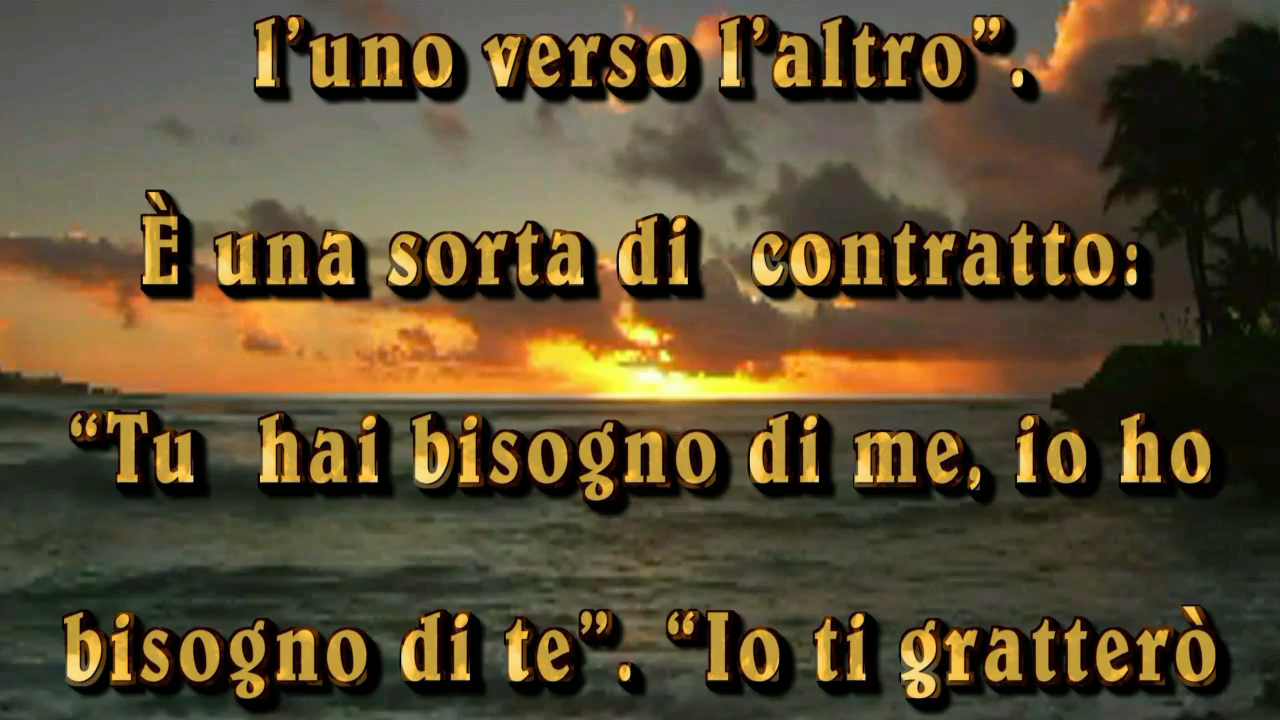 l’uno verso l’altro”.
È una sorta di contratto:
“Tu hai bisogno di me, io ho
bisogno di te”. “Io ti gratterò